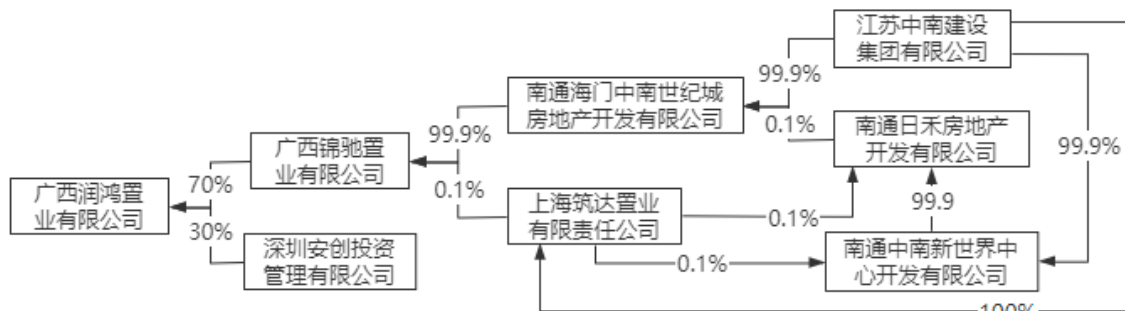 江苏中南建设
集团有限公司
99.9%
南通海门中南世纪城
房地产开发有限公司
0.1%
南通日禾房地产
开发有限公司
99.9%
99.9%
广西锦驰置
业有限公司
70%
广西润鸿置
业有限公司
30%
0.1%
上海筑达置业
有限责任公司
0.1%
99.9
深圳安创投资
管理有限公司
0.1%
南通中南新世界中
心开发有限公司
100%